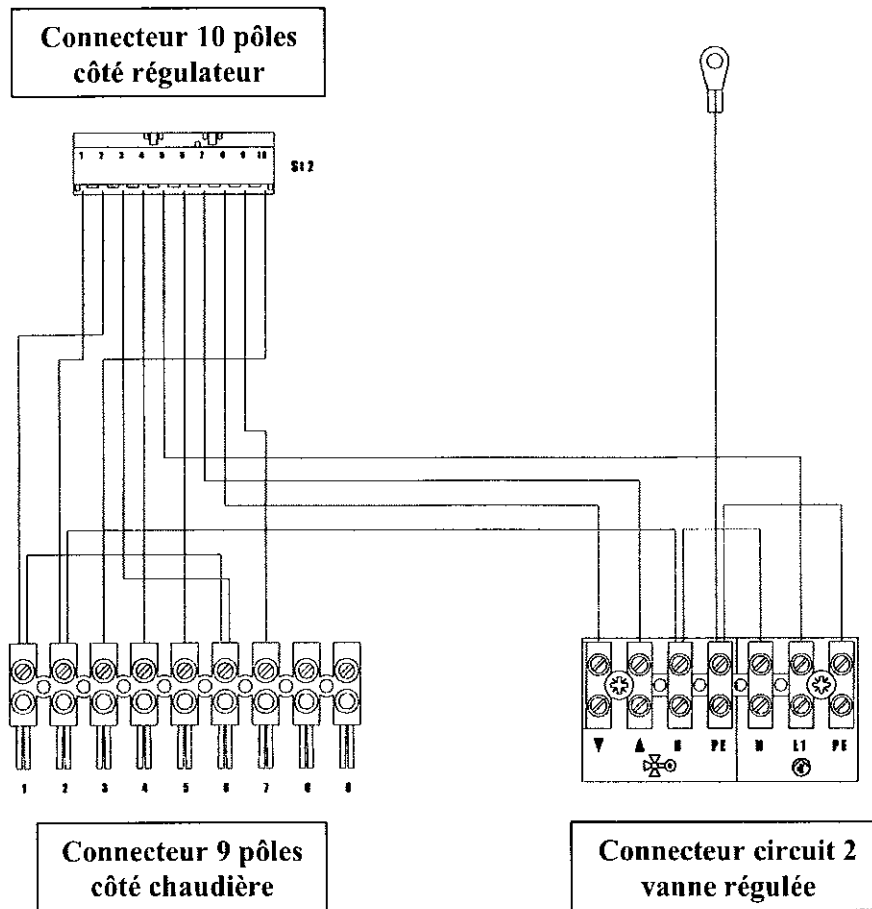 Connecteur 10 pôles
côté régulateur
1 2 3 4 5 6 7 8 9 10
St2
▼ ▲ N PE N L1 PE
1 2 3 4 5 6 7 8 9
Connecteur 9 pôles
côté chaudière
Connecteur circuit 2
vanne régulée